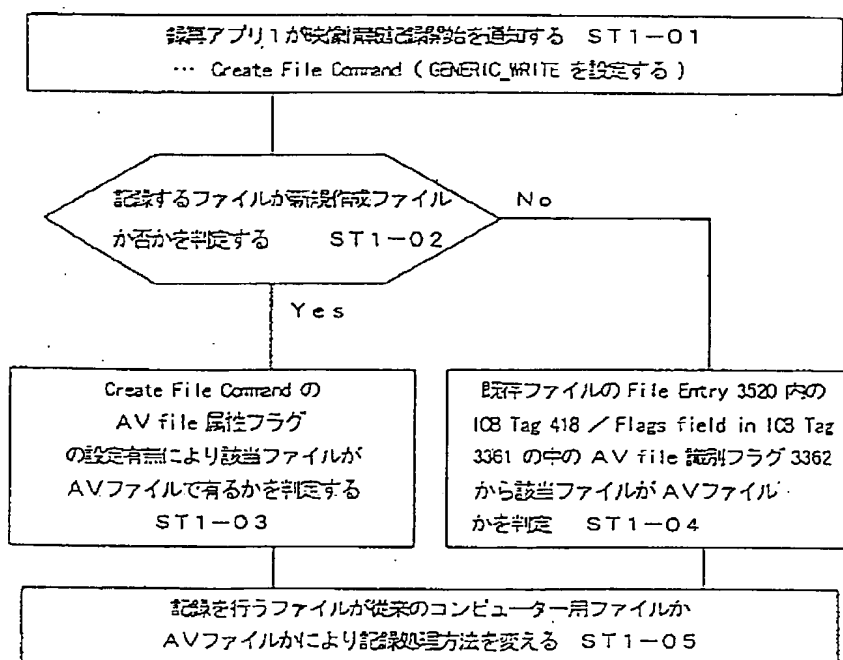 録再アプリ1が映像情報記録開始を通知する ST1-01
… Create File Command ( GENERIC_WRITE を設定する )
記録するファイルが新規作成ファイル
か否かを判定する ST1-02
No
Yes
Create File Command の
AV file 属性フラグ
の設定有無により該当ファイルが
AVファイルで有るかを判定する
ST1-03
既存ファイルの File Entry 3520 内の
ICB Tag 418 / Flags field in ICB Tag
3361 の中の AV file 識別フラグ 3362
から該当ファイルがAVファイル
かを判定 ST1-04
記録を行うファイルが従来のコンピューター用ファイルか
AVファイルかにより記録処理方法を変える ST1-05